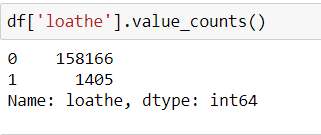 df['loathe'].value_counts()
0    158166
1      1405
Name: loathe, dtype: int64